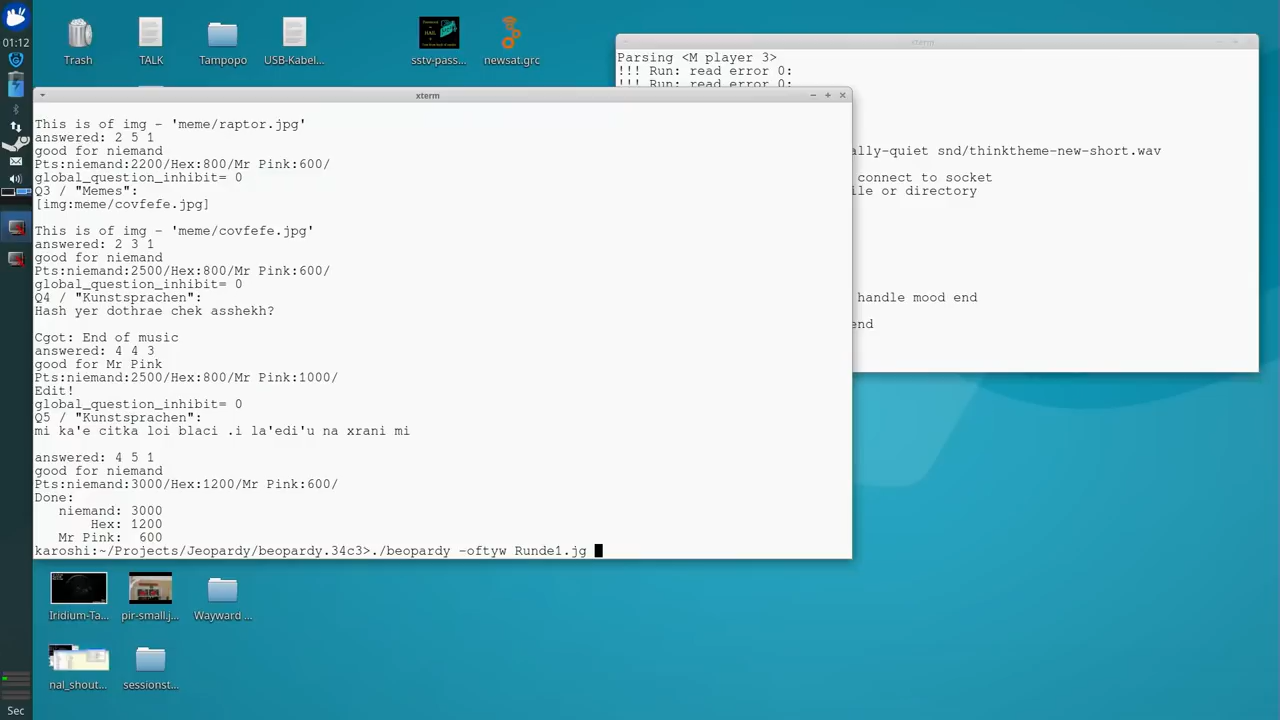 01:12
Trash
TALK
Tampopo
USB-Kabel...
sstv-pass...
newsat.grc
xterm
Parsing <M player 3>
!!! Run: read error 0:
!!! Run: read error 0:
ally-quiet snd/thinktheme-new-short.wav
connect to socket
ile or directory
handle mood end
end
xterm
This is of img - 'meme/raptor.jpg'
answered: 2 5 1
good for niemand
Pts:niemand:2200/Hex:800/Mr Pink:600/
global_question_inhibit= 0
Q3 / "Memes":
[img:meme/covfefe.jpg]
This is of img - 'meme/covfefe.jpg'
answered: 2 3 1
good for niemand
Pts:niemand:2500/Hex:800/Mr Pink:600/
global_question_inhibit= 0
Q4 / "Kunstsprachen":
Hash yer dothrae chek asshekh?
Cgot: End of music
answered: 4 4 3
good for Mr Pink
Pts:niemand:2500/Hex:800/Mr Pink:1000/
Edit!
global_question_inhibit= 0
Q5 / "Kunstsprachen":
mi ka'e citka loi blaci .i la'edi'u na xrani mi
answered: 4 5 1
good for niemand
Pts:niemand:3000/Hex:1200/Mr Pink:600/
Done:
niemand: 3000
Hex: 1200
Mr Pink: 600
karoshi:~/Projects/Jeopardy/beopardy.34c3>./beopardy -oftyw Runde1.jg
Iridium-Ta...
pir-small.j...
Wayward ...
nal_shout...
sessionst...
Sec